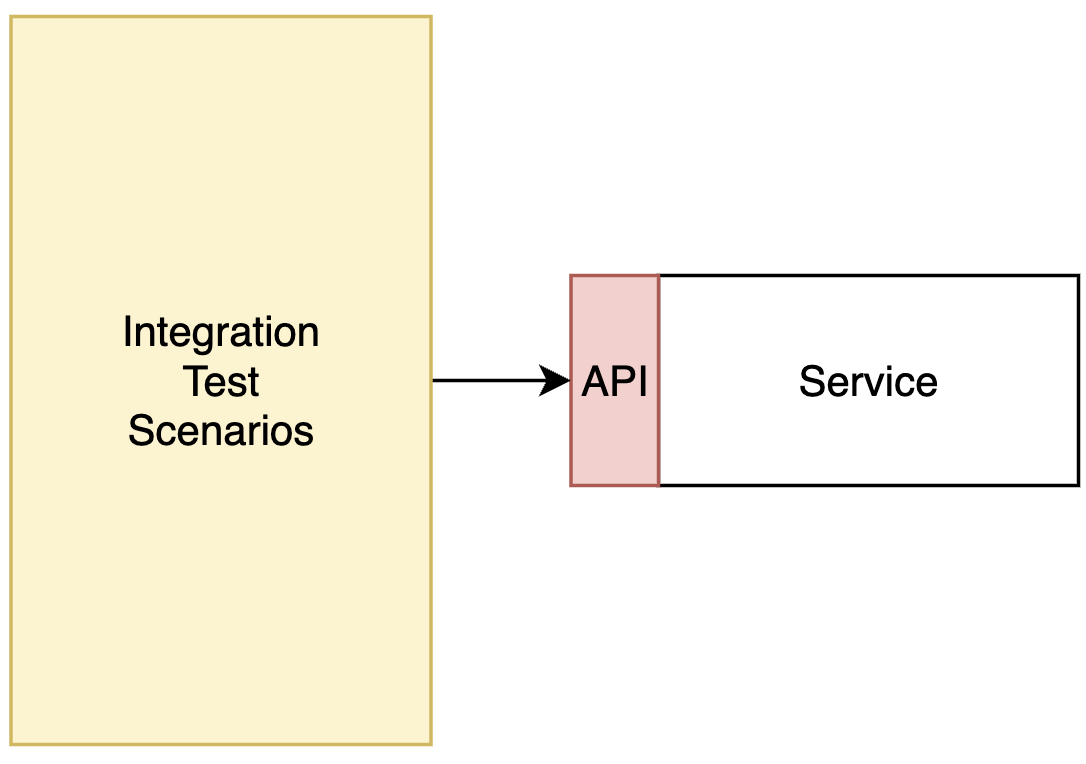 Integration
Test
Scenarios
API
Service